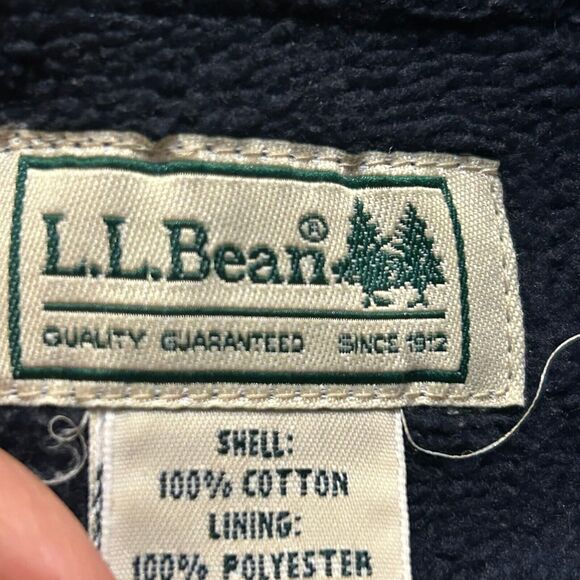 L.L.Bean®
QUALITY GUARANTEED SINCE 1912
SHELL:
100% COTTON
LINING:
100% POLYESTER